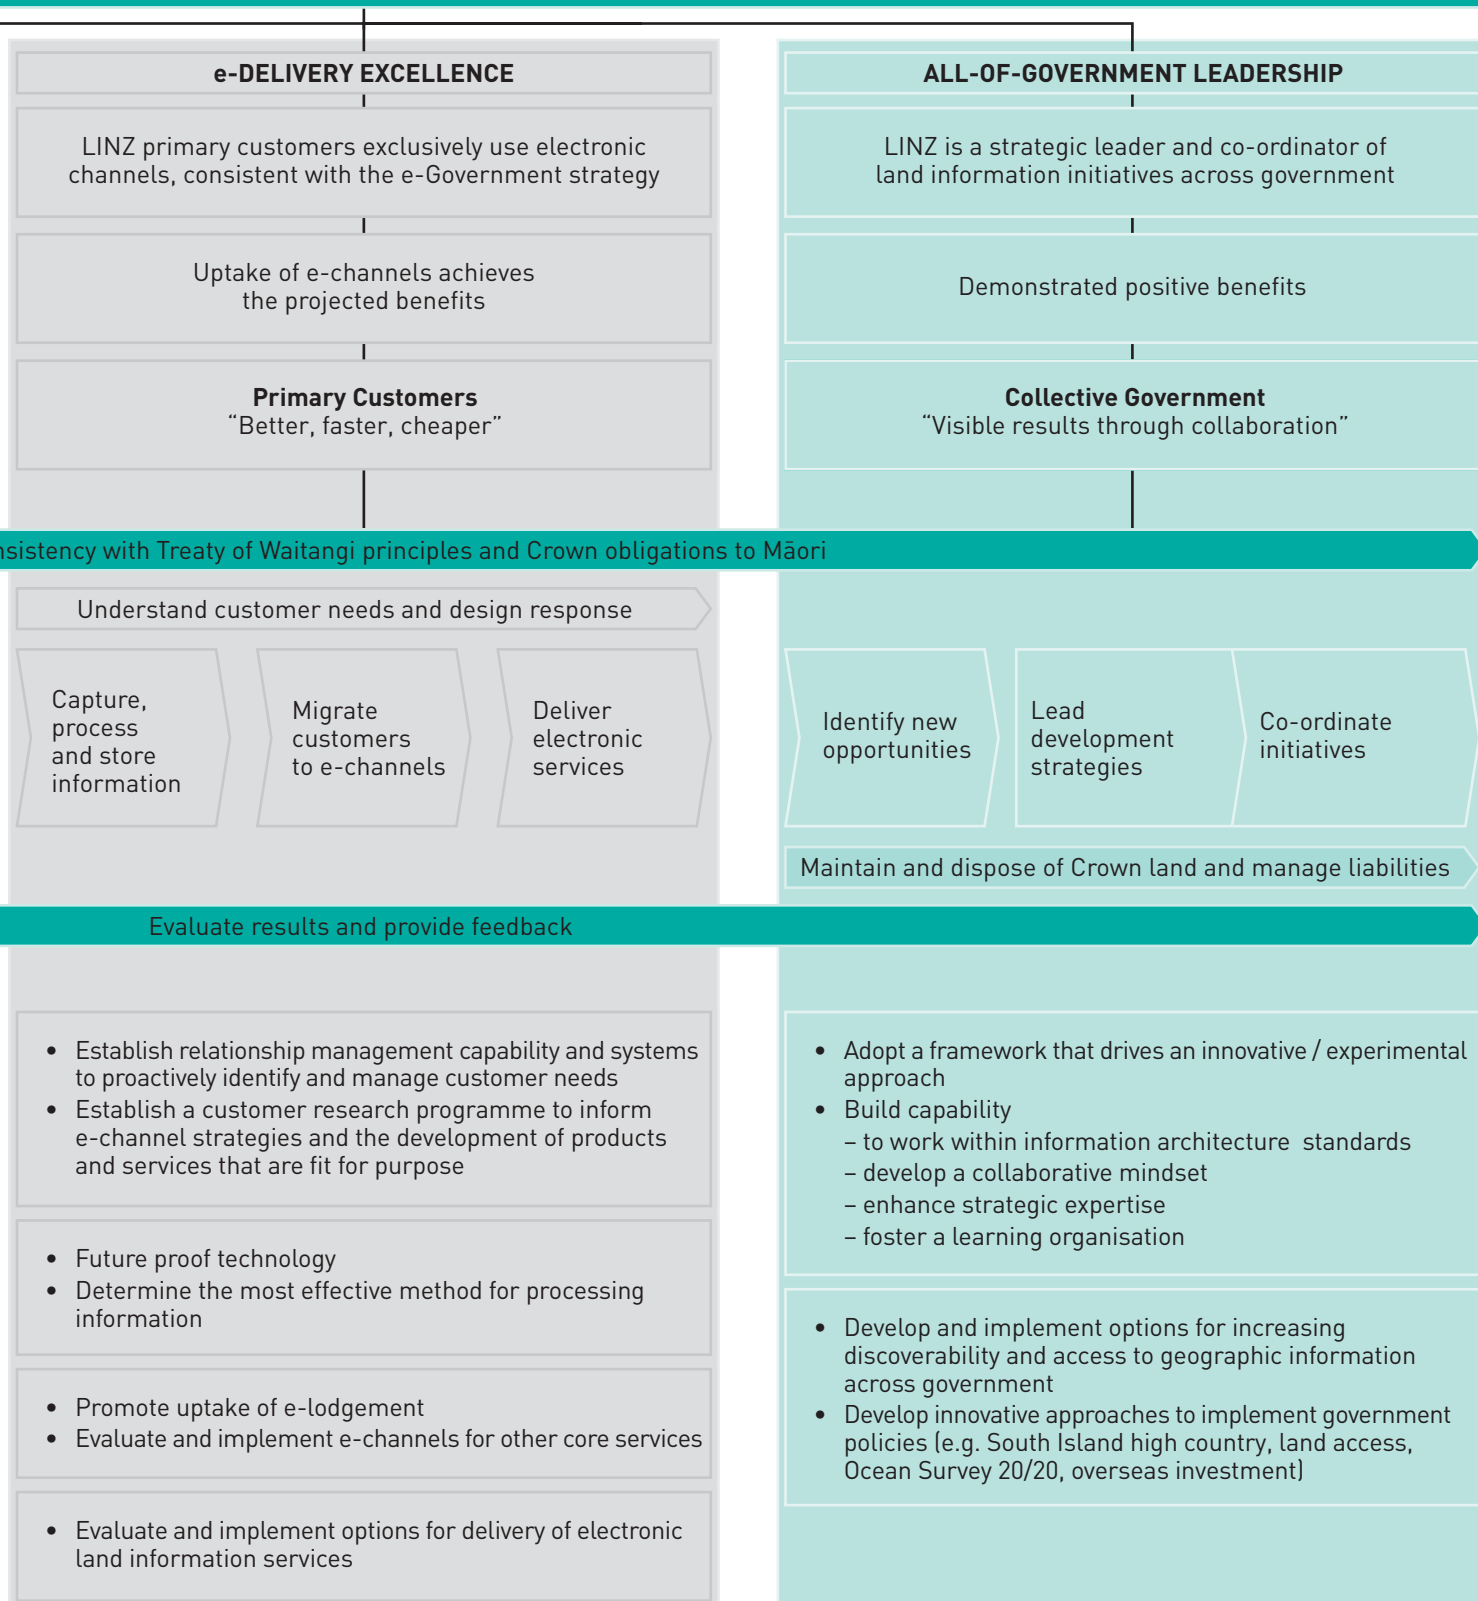 e-DELIVERY EXCELLENCE
LINZ primary customers exclusively use electronic
channels, consistent with the e-Government strategy
Uptake of e-channels achieves
the projected benefits
Primary Customers
“Better, faster, cheaper”
ALL-OF-GOVERNMENT LEADERSHIP
LINZ is a strategic leader and co-ordinator of
land information initiatives across government
Demonstrated positive benefits
Collective Government
“Visible results through collaboration”
nsistency with Treaty of Waitangi principles and Crown obligations to Māori
Understand customer needs and design response
Capture,
process
and store
information
Migrate
customers
to e-channels
Deliver
electronic
services
Identify new
opportunities
Lead
development
strategies
Co-ordinate
initiatives
Maintain and dispose of Crown land and manage liabilities
Evaluate results and provide feedback
• Establish relationship management capability and systems
to proactively identify and manage customer needs
• Establish a customer research programme to inform
e-channel strategies and the development of products
and services that are fit for purpose
• Future proof technology
• Determine the most effective method for processing
information
• Promote uptake of e-lodgement
• Evaluate and implement e-channels for other core services
• Evaluate and implement options for delivery of electronic
land information services
• Adopt a framework that drives an innovative / experimental
approach
• Build capability
– to work within information architecture standards
– develop a collaborative mindset
– enhance strategic expertise
– foster a learning organisation
• Develop and implement options for increasing
discoverability and access to geographic information
across government
• Develop innovative approaches to implement government
policies (e.g. South Island high country, land access,
Ocean Survey 20/20, overseas investment)